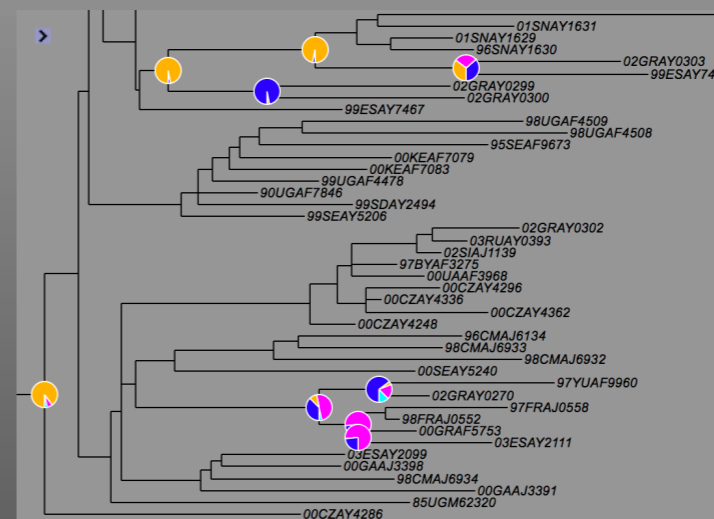 01SNAY1631
01SNAY1629
96SNAY1630
02GRAY0303
99ESAY74
02GRAY0299
02GRAY0300
99ESAY7467
98UGAF4509
98UGAF4508
95SEAF9673
00KEAF7079
00KEAF7083
99UGAF4478
90UGAF7846
99SDAY2494
99SEAY5206
02GRAY0302
03RUAY0393
02SIAJ1139
97BYAF3275
00UAAF3968
00CZAY4296
00CZAY4336
00CZAY4362
00CZAY4248
96CMAJ6134
98CMAJ6933
98CMAJ6932
00SEAY5240
97YUAF9960
02GRAY0270
97FRAJ0558
98FRAJ0552
00GRAF5753
03ESAY2111
03ESAY2099
00GAAJ3398
98CMAJ6934
00GAAJ3391
85UGM62320
00CZAY4286